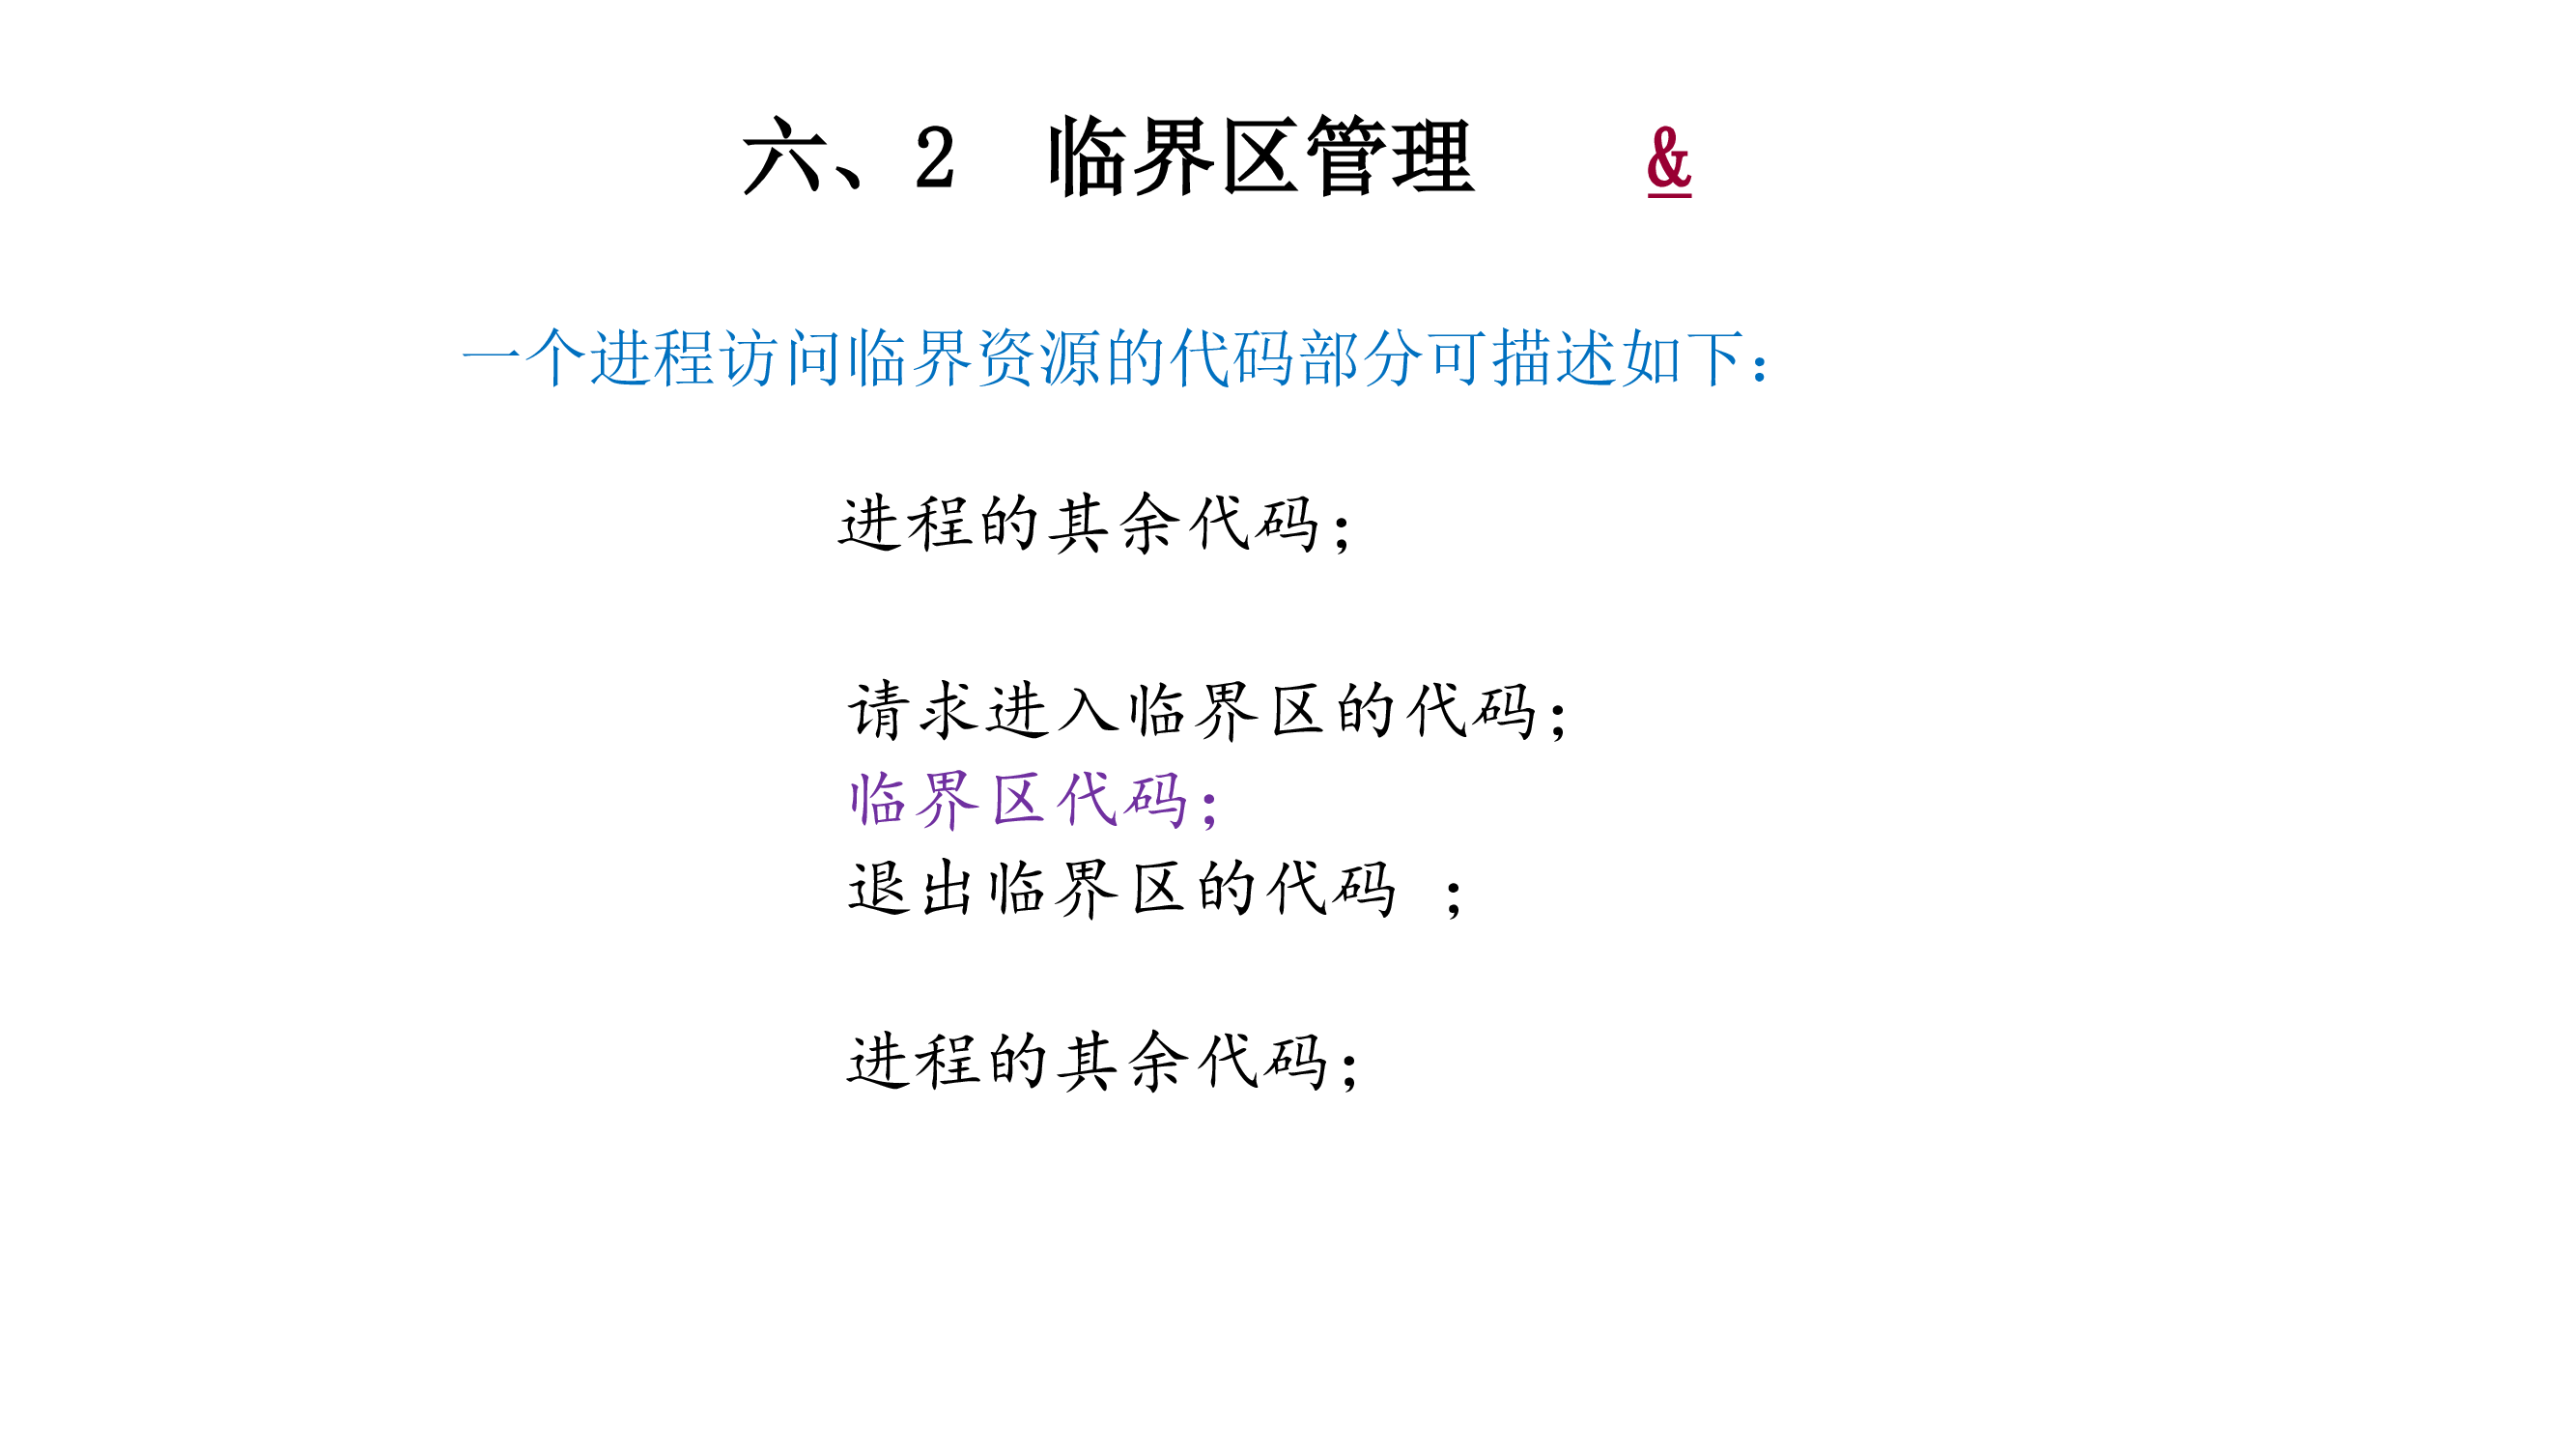 六、2 临界区管理 &
一个进程访问临界资源的代码部分可描述如下：
进程的其余代码；
请求进入临界区的代码；
临界区代码；
退出临界区的代码 ；
进程的其余代码；